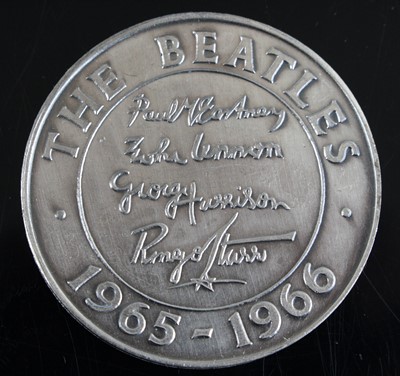 THE BEATLES
Paul McCartney
John Lennon
George Harrison
Ringo Starr
1965 - 1966